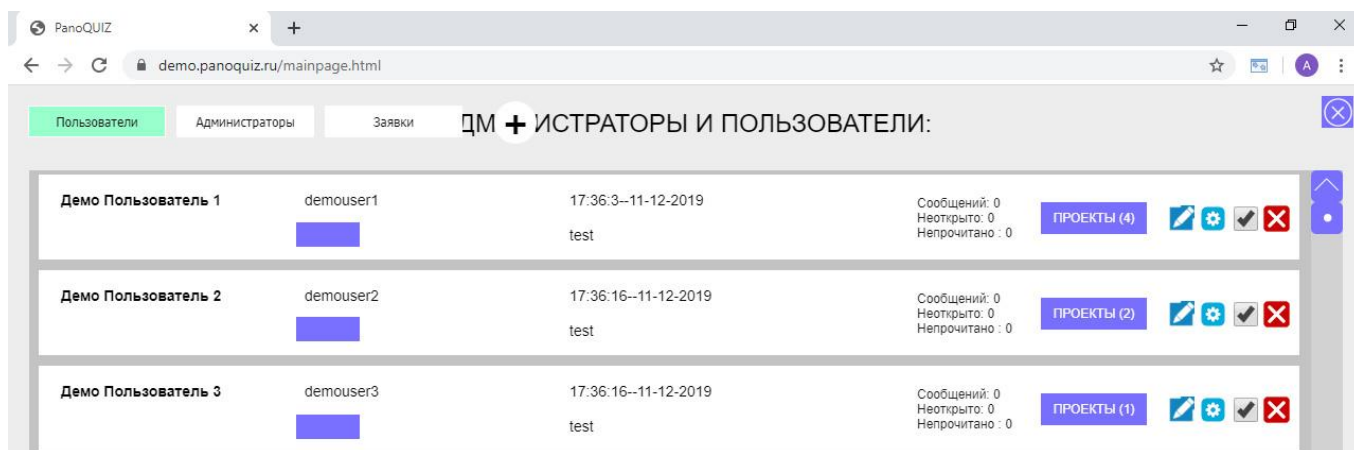 PanoQUIZ
demo.panoquiz.ru/mainpage.html
A
Пользователи
Администраторы
Заявки
ДМ + ИСТРАТОРЫ И ПОЛЬЗОВАТЕЛИ:
Демо Пользователь 1
demouser1
17:36:3--11-12-2019
test
Сообщений: 0
Неоткрыто: 0
Непрочитано : 0
ПРОЕКТЫ (4)
Демо Пользователь 2
demouser2
17:36:16--11-12-2019
test
Сообщений: 0
Неоткрыто: 0
Непрочитано : 0
ПРОЕКТЫ (2)
Демо Пользователь 3
demouser3
17:36:16--11-12-2019
test
Сообщений: 0
Неоткрыто: 0
Непрочитано : 0
ПРОЕКТЫ (1)